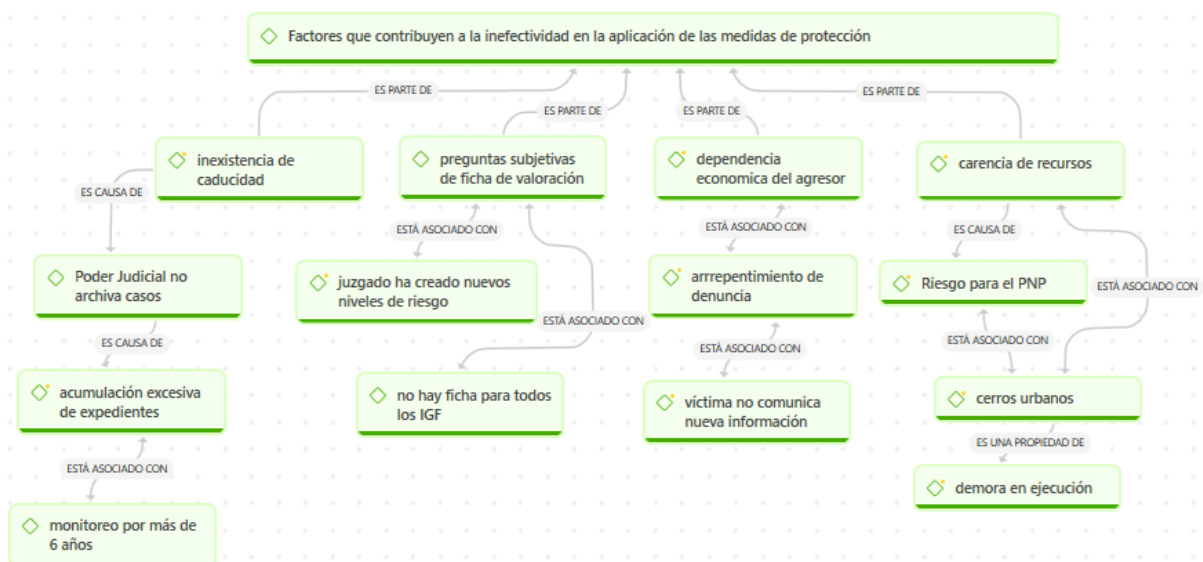 Factores que contribuyen a la inefectividad en la aplicación de las medidas de protección
ES PARTE DE
ES PARTE DE
ES PARTE DE
ES PARTE DE
inexistencia de
caducidad
preguntas subjetivas
de ficha de valoración
dependencia
economica del agresor
carencia de recursos
ES CAUSA DE
ESTÁ ASOCIADO CON
ESTÁ ASOCIADO CON
ES CAUSA DE
Poder Judicial no
archiva casos
juzgado ha creado nuevos
niveles de riesgo
arrrepentimiento de
denuncia
Riesgo para el PNP
ESTÁ ASOCIADO CON
ESTÁ ASOCIADO CON
ES CAUSA DE
ESTÁ ASOCIADO CON
ESTÁ ASOCIADO CON
acumulación excesiva
de expedientes
no hay ficha para todos
los IGF
víctima no comunica
nueva información
cerros urbanos
ES UNA PROPIEDAD DE
ESTÁ ASOCIADO CON
demora en ejecución
monitoreo por más de
6 años